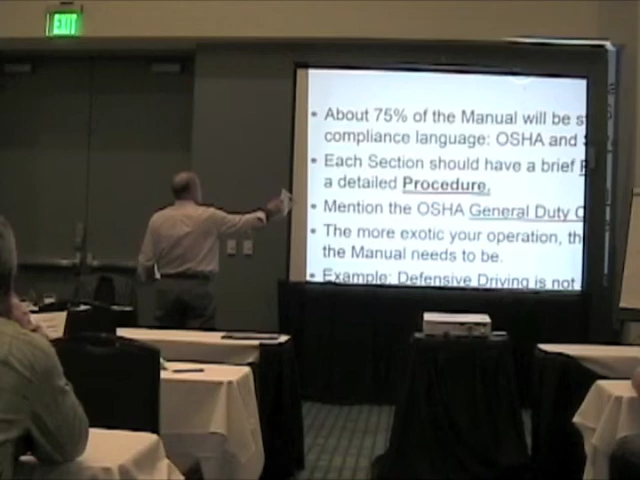 EXIT
• About 75% of the Manual will be
compliance language: OSHA and
• Each Section should have a brief
a detailed Procedure.
• Mention the OSHA General Duty
• The more exotic your operation,
the Manual needs to be.
• Example: Defensive Driving is not